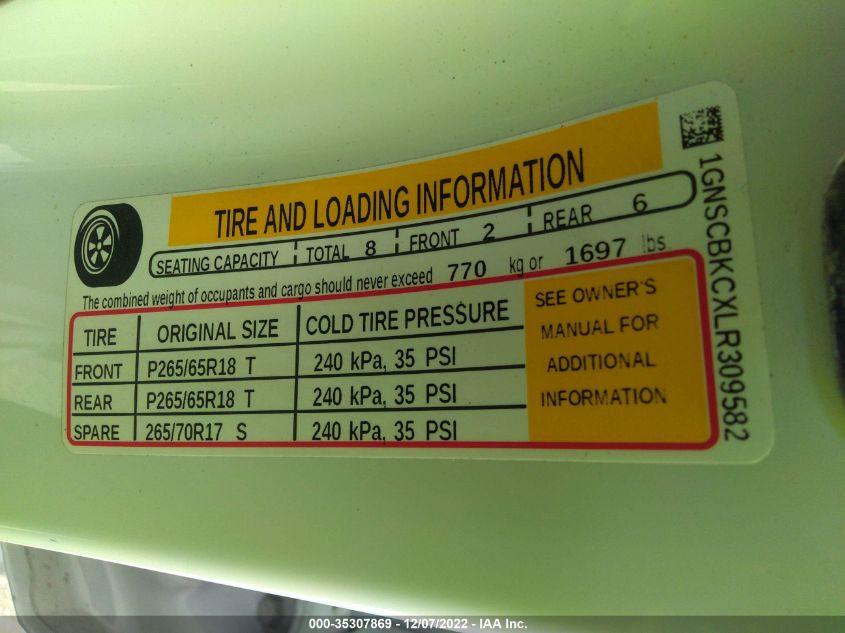 TIRE AND LOADING INFORMATION
SEATING CAPACITY TOTAL 8 FRONT 2 REAR 6
The combined weight of occupants and cargo should never exceed 770 kg or 1697 lbs
TIRE ORIGINAL SIZE COLD TIRE PRESSURE
FRONT P265/65R18 T 240 kPa, 35 PSI
REAR P265/65R18 T 240 kPa, 35 PSI
SPARE 265/70R17 S 240 kPa, 35 PSI
SEE OWNER'S
MANUAL FOR
ADDITIONAL
INFORMATION
1GNSCBKCXLR309582
000-35307869 - 12/07/2022 - IAA Inc.